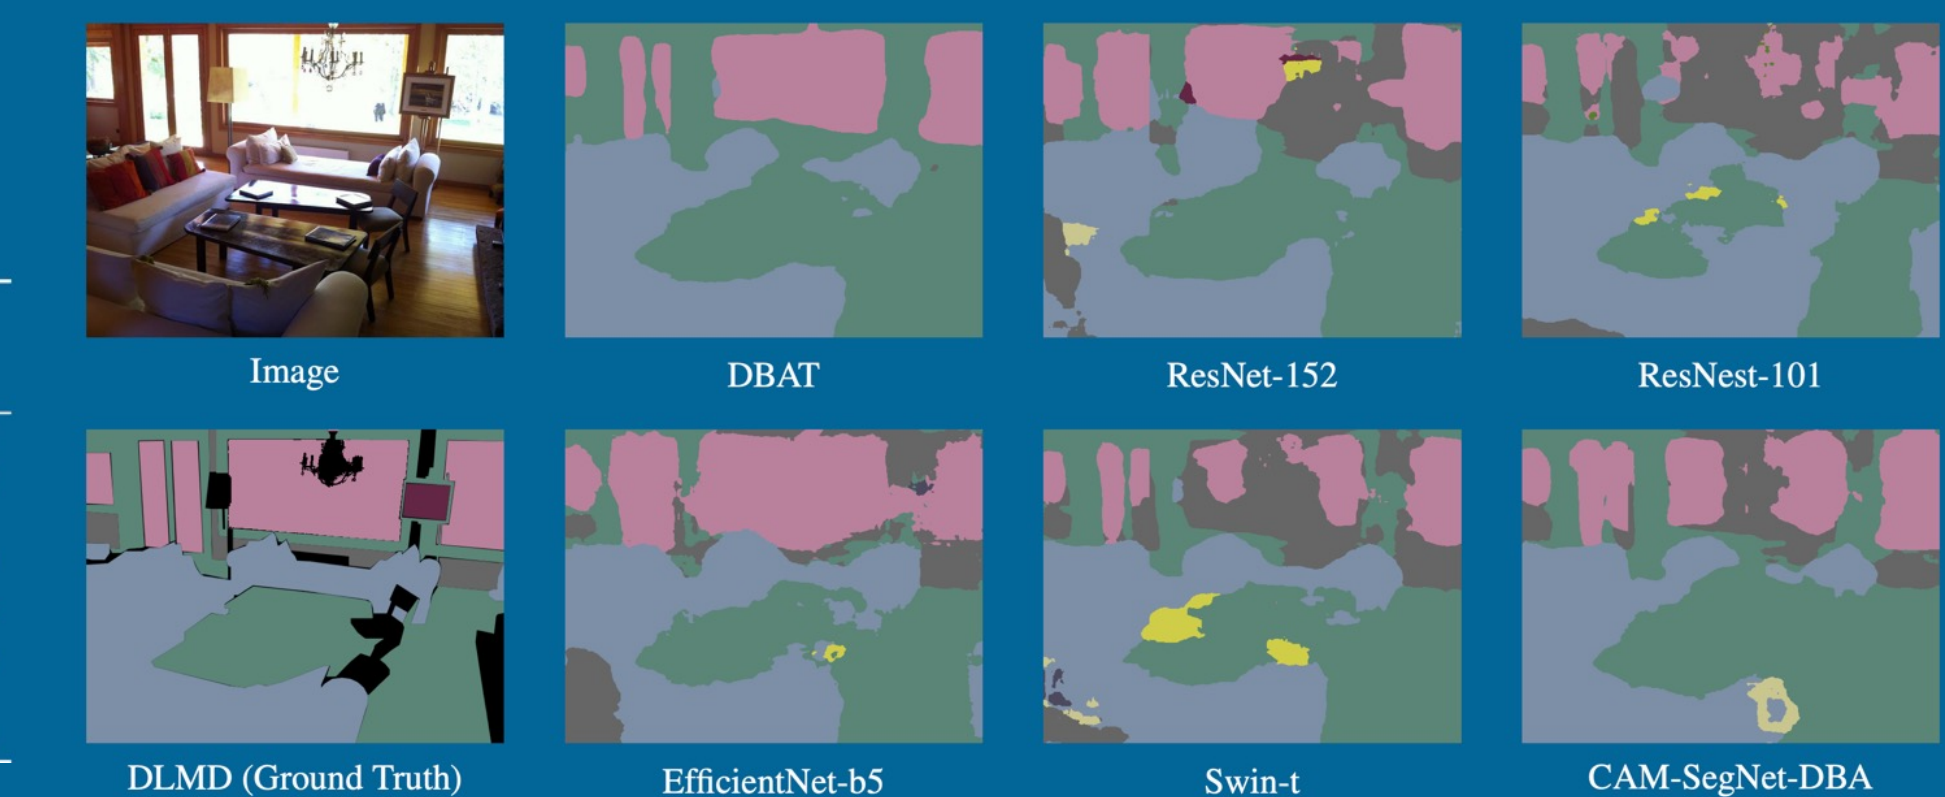 Image
DBAT
ResNet-152
ResNest-101
DLMD (Ground Truth)
EfficientNet-b5
Swin-t
CAM-SegNet-DBA